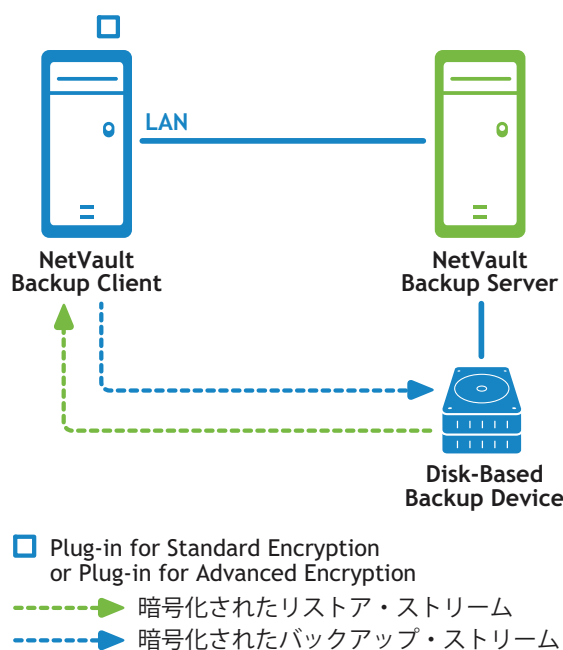 LAN
NetVault
Backup Client
NetVault
Backup Server
Disk-Based
Backup Device
Plug-in for Standard Encryption
or Plug-in for Advanced Encryption
暗号化されたリストア・ストリーム
暗号化されたバックアップ・ストリーム